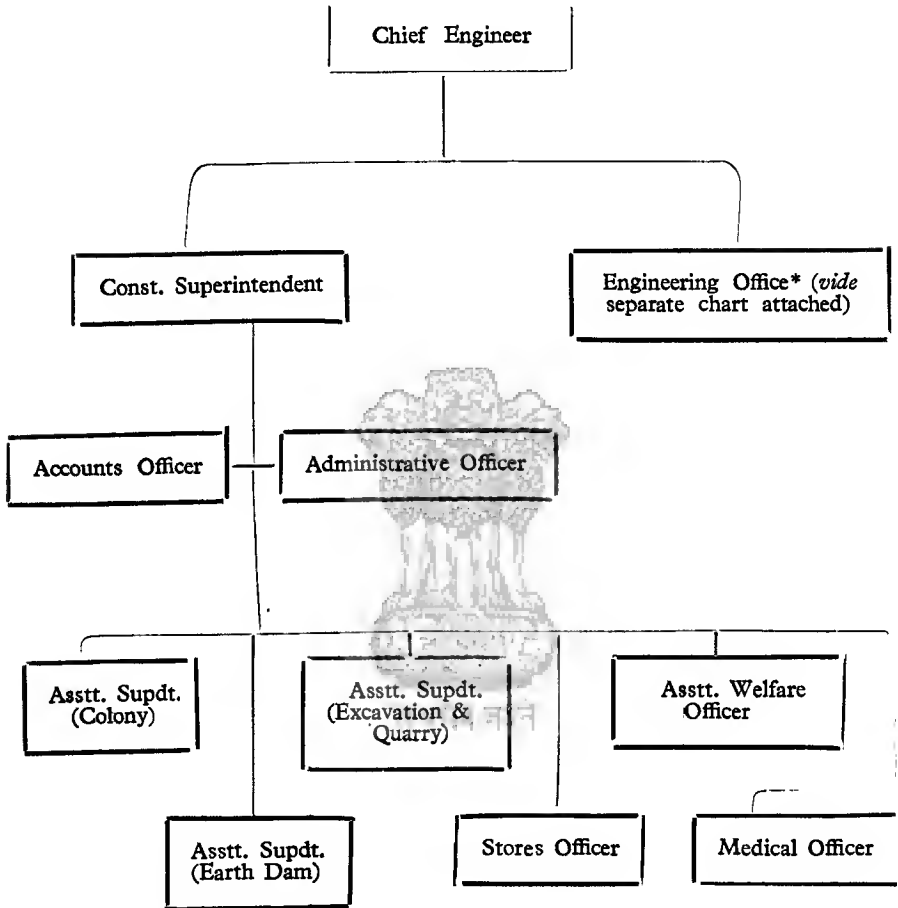 Chief Engineer
Const. Superintendent
Engineering Office* (vide
separate chart attached)
Accounts Officer
Administrative Officer
Asstt. Supdt.
(Colony)
Asstt. Supdt.
(Excavation &
Quarry)
Asstt. Welfare
Officer
Asstt. Supdt.
(Earth Dam)
Stores Officer
Medical Officer